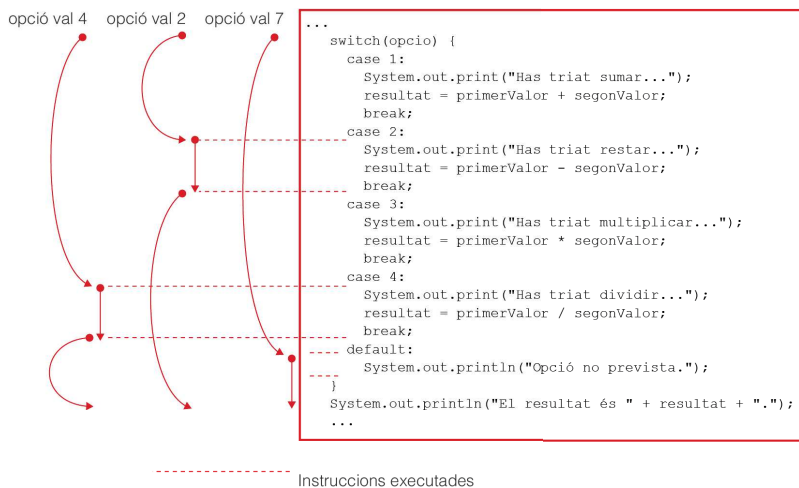 opció val 4 opció val 2 opció val 7
...
switch(opcio) {
case 1:
System.out.print("Has triat sumar...");
resultat = primerValor + segonValor;
break;
case 2:
System.out.print("Has triat restar...");
resultat = primerValor - segonValor;
break;
case 3:
System.out.print("Has triat multiplicar...");
resultat = primerValor * segonValor;
break;
case 4:
System.out.print("Has triat dividir...");
resultat = primerValor / segonValor;
break;
default:
System.out.println("Opció no prevista.");
}
System.out.println("El resultat és " + resultat + ".");
...
Instruccions executades